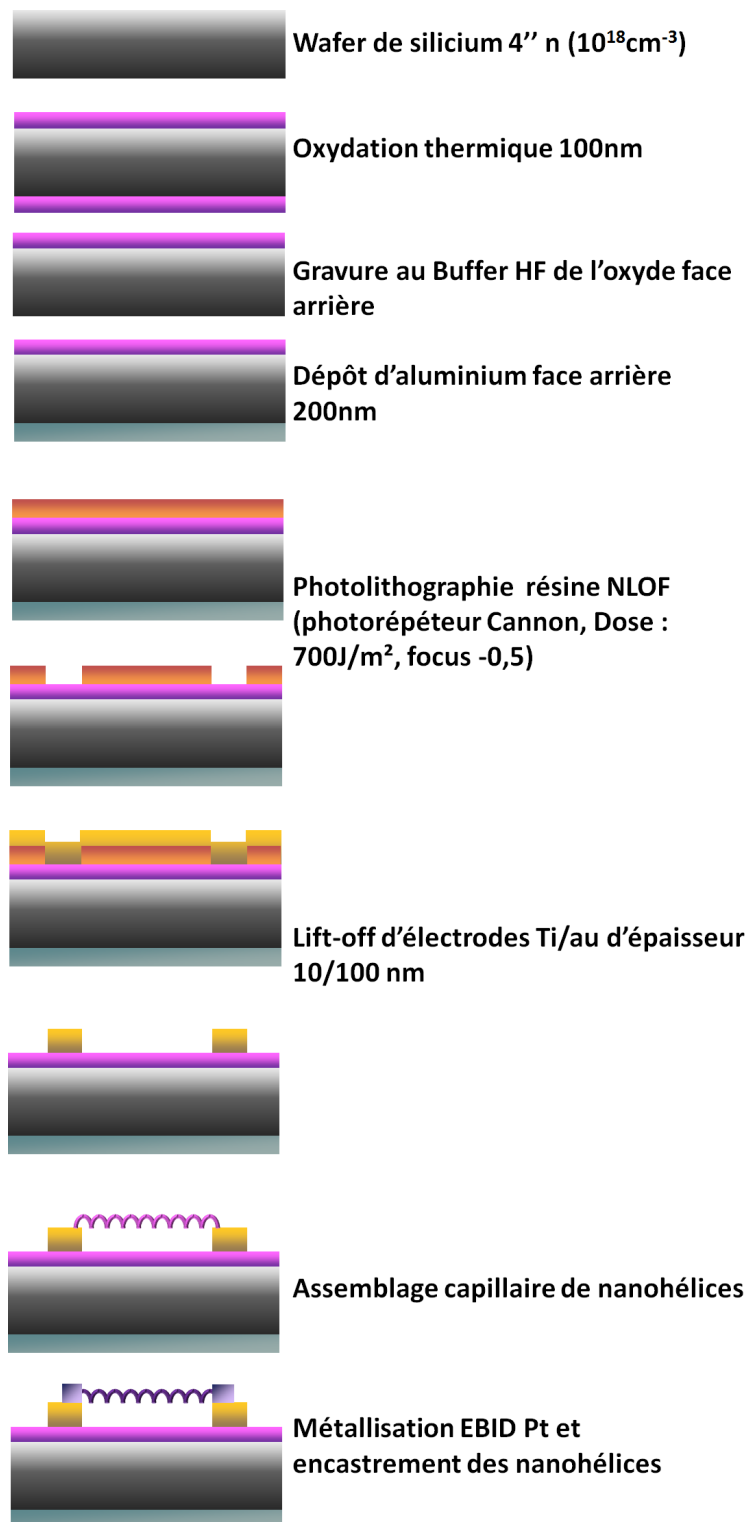 Wafer de silicium 4’’ n (10¹⁸cm⁻³)
Oxydation thermique 100nm
Gravure au Buffer HF de l’oxyde face
arrière
Dépôt d’aluminium face arrière
200nm
Photolithographie résine NLOF
(photorépéteur Cannon, Dose :
700J/m², focus -0,5)
Lift-off d’électrodes Ti/au d’épaisseur
10/100 nm
Assemblage capillaire de nanohélices
Métallisation EBID Pt et
encastrement des nanohélices